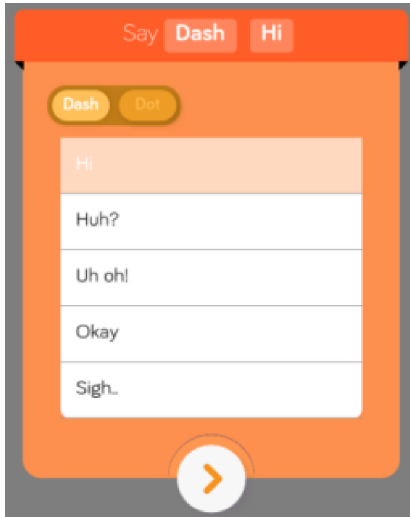 Say Dash Hi
Dash Dot
Hi
Huh?
Uh oh!
Okay
Sigh..